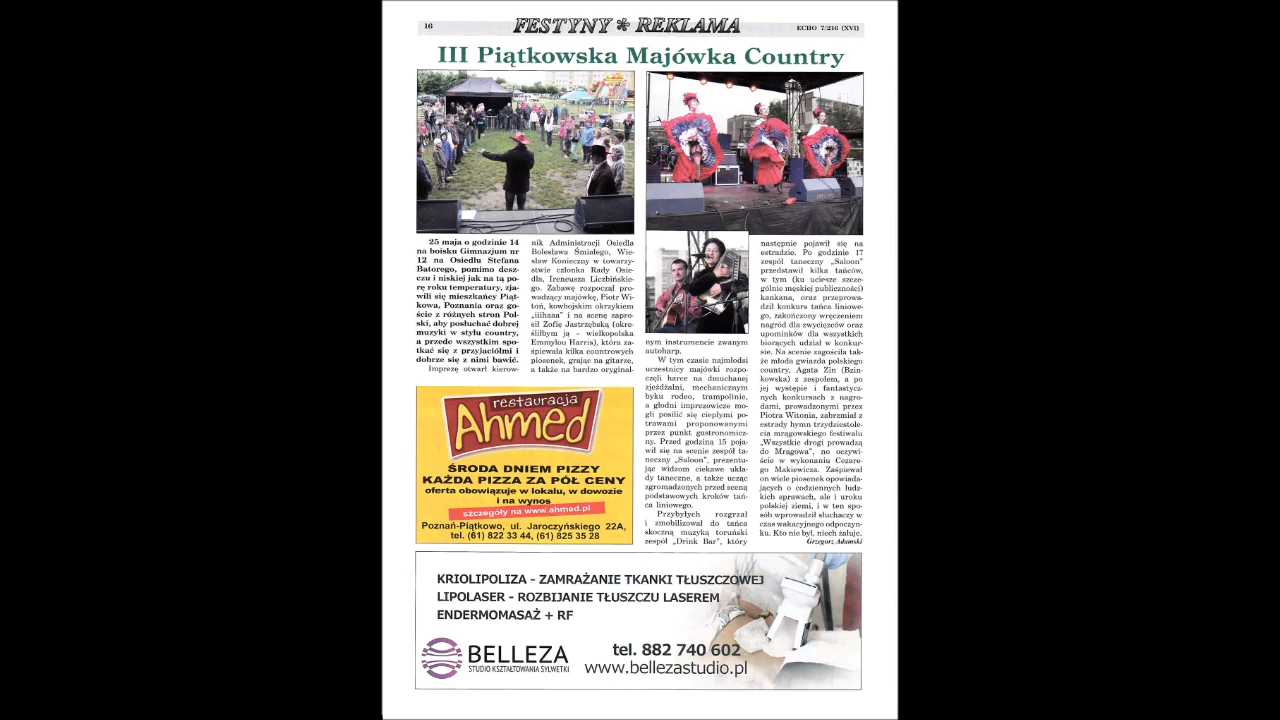 16
FESTYNY * REKLAMA
ECHO 7/216 (XVI)
III Piątkowska Majówka Country
25 maja o godzinie 14
na boisku Gimnazjum nr
12 na Osiedlu Stefana
Batorego, pomimo desz-
czu i niskiej jak na tą po-
rę roku temperatury, zja-
wili się mieszkańcy Piąt-
kowa, Poznania oraz go-
ście z różnych stron Pol-
ski, aby posłuchać dobrej
muzyki w stylu country,
a przede wszystkim spo-
tkać się z przyjaciółmi i
dobrze się z nimi bawić.
Imprezę otwarł kierow-
nik Administracji Osiedla
Bolesława Śmiałego, Wie-
sław Konieczny w towarzy-
stwie członka Rady Osie-
dla, Ireneusza Liczbińskie-
go. Zabawę rozpoczął pro-
wadzący majówkę, Piotr Wi-
toń, kowbojskim okrzykiem
„iiihaaa” i na scenę zapro-
sił Zofię Jastrzębską (okre-
śliłbym ją – wielkopolska
Emmylou Harris), która za-
śpiewała kilka countrowych
piosenek, grając na gitarze,
a także na bardzo oryginal-
nym instrumencie zwanym
autoharp.
W tym czasie najmłodsi
uczestnicy majówki rozpo-
częli harce na dmuchanej
zjeżdżalni, mechanicznym
byku rodeo, trampolinie,
a głodni imprezowicze mo-
gli posilić się ciepłymi po-
trawami proponowanymi
przez punkt gastronomicz-
ny. Przed godziną 15 poja-
wił się na scenie zespół ta-
neczny „Saloon”, prezentu-
jąc widzom ciekawe ukła-
dy taneczne, a także ucząc
zgromadzonych przed sceną
podstawowych kroków tań-
ca liniowego.
Przybyłych rozgrzał
i zmobilizował do tańca
skoczną muzyką toruński
zespół „Drink Bar”, który
następnie pojawił się na
estradzie. Po godzinie 17
zespół taneczny „Saloon”
przedstawił kilka tańców,
w tym (ku uciesze szcze-
gólnie męskiej publiczności)
kankana, oraz przeprowa-
dził konkurs tańca liniowe-
go, zakończony wręczeniem
nagród dla zwycięzców oraz
upominków dla wszystkich
biorących udział w konkur-
sie. Na scenie zagościła tak-
że młoda gwiazda polskiego
country, Agata Zin (Bzin-
kowska) z zespołem, a po
jej występie i fantastycz-
nych konkursach z nagro-
dami, prowadzonymi przez
Piotra Witonia, zabrzmiał z
estrady hymn trzydziestole-
cia mrągowskiego festiwalu
„Wszystkie drogi prowadzą
do Mrągowa”, no oczywi-
ście w wykonaniu Cezare-
go Makiewicza. Zaśpiewał
on wiele piosenek opowiada-
jących o codziennych ludz-
kich sprawach, ale i uroku
polskiej ziemi, i w ten spo-
sób wprowadził słuchaczy w
czas wakacyjnego odpoczyn-
ku. Kto nie był, niech żałuje.
Grzegorz Adamski
restauracja
Ahmed
ŚRODA DNIEM PIZZY
KAŻDA PIZZA ZA PÓŁ CENY
oferta obowiązuje w lokalu, w dowozie
i na wynos
szczegóły na www.ahmed.pl
Poznań-Piątkowo, ul. Jaroczyńskiego 22A,
tel. (61) 822 33 44, (61) 825 35 28
KRIOLIPOLIZA - ZAMRAŻANIE TKANKI TŁUSZCZOWEJ
LIPOLASER - ROZBIJANIE TŁUSZCZU LASEREM
ENDERMOMASAŻ + RF
BELLEZA
STUDIO KSZTAŁTOWANIA SYLWETKI
tel. 882 740 602
www.bellezastudio.pl